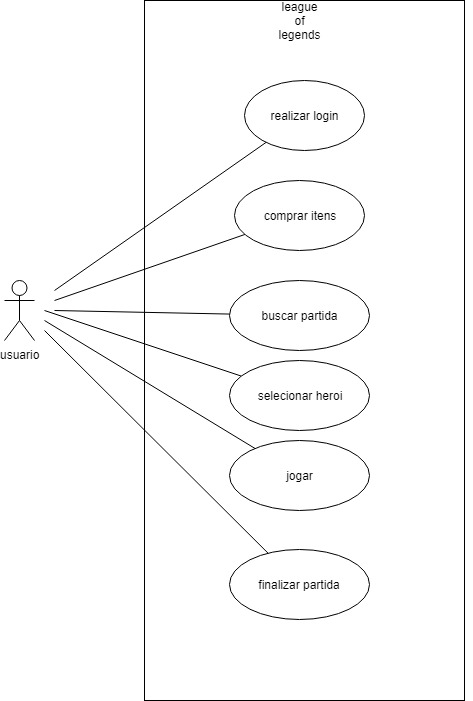 league
of
legends
realizar login
comprar itens
buscar partida
usuario
selecionar heroi
jogar
finalizar partida